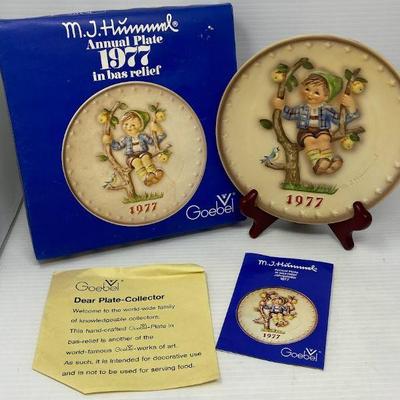 M.J.Hümmel®
Annual Plate
1977
in bas relief
1977
Goebel
1977
Goebel
Dear Plate-Collector
Welcome to the world-wide family
of knowledgeable collectors.
This hand-crafted Goebel-Plate in
bas-relief is another of the
world-famous Goebel-works of art.
As such, it is intended for decorative use
and is not to be used for serving food.
M.J.Hümmel
1977
1977
Goebel